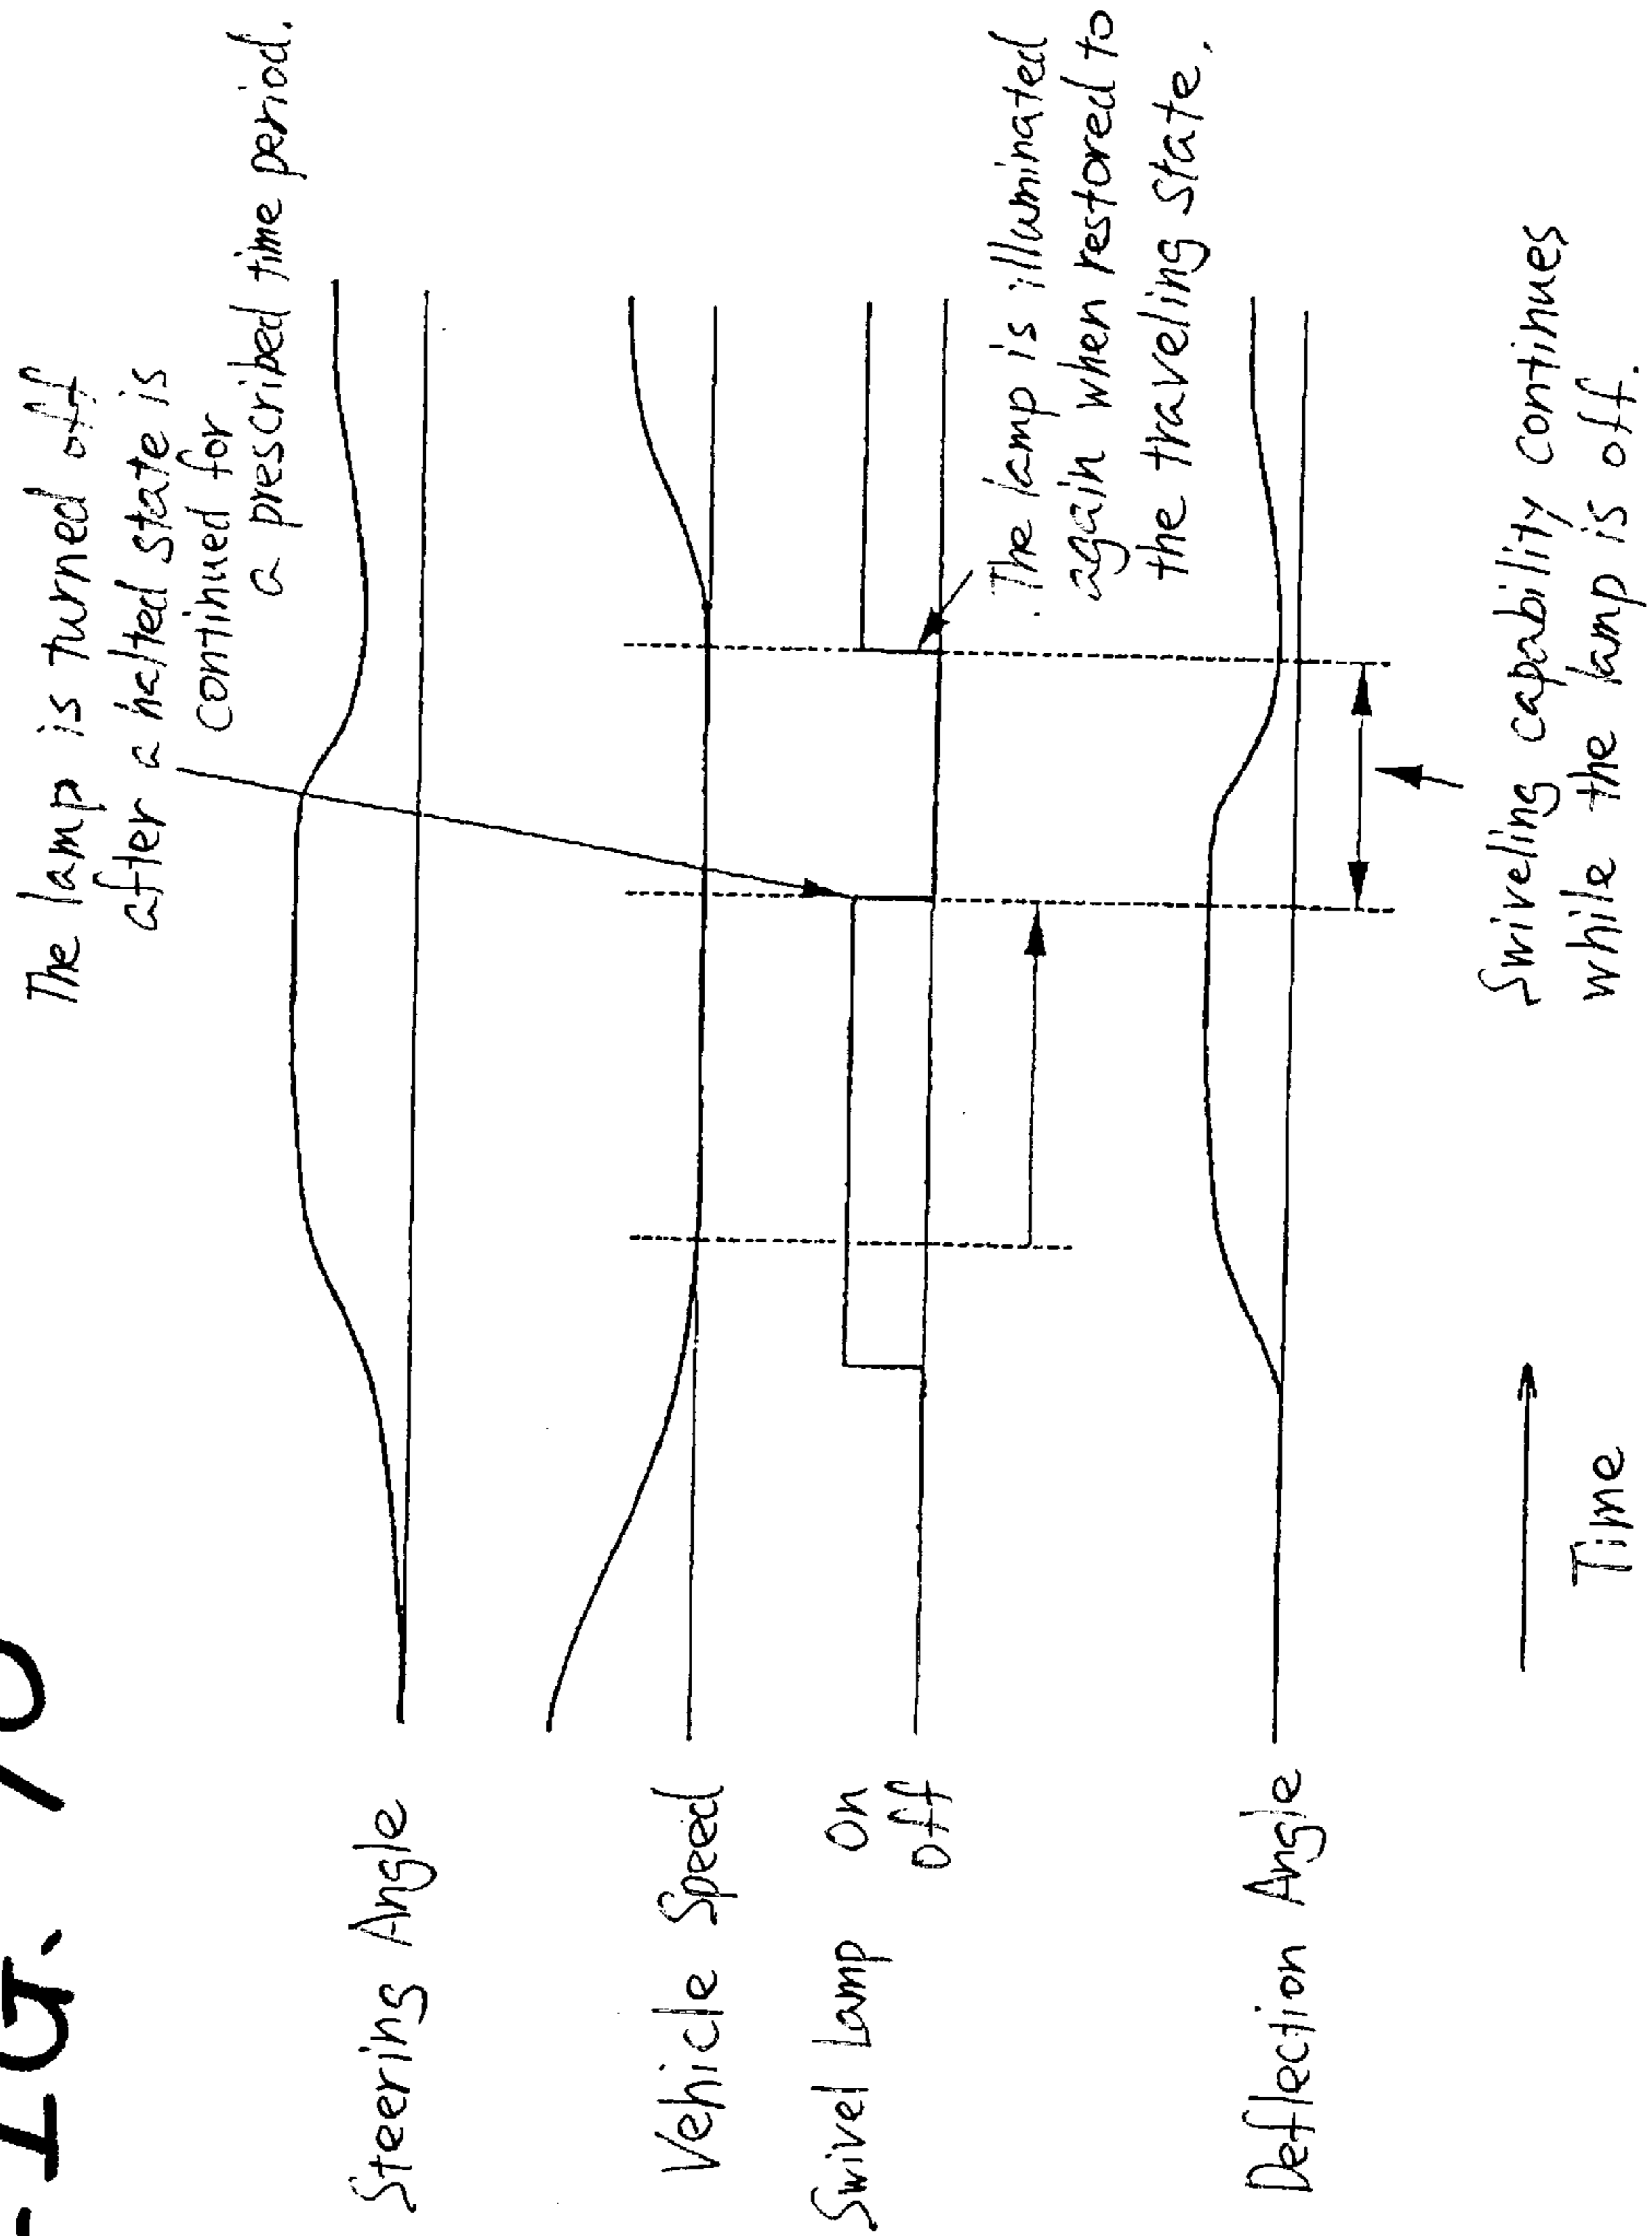 FIG. 10
The lamp is turned off
after a halted state is
continued for
a prescribed time period.
Steering Angle
Vehicle Speed
Swivel Lamp On
Off
The lamp is illuminated
again when restored to
the traveling state.
Deflection Angle
Swiveling capability continues
while the lamp is off.
Time